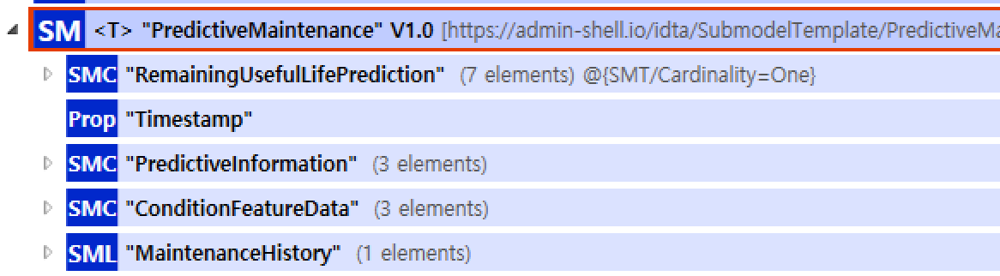 SM <T> "PredictiveMaintenance" V1.0 [https://admin-shell.io/idta/SubmodelTemplate/PredictiveMa
SMC "RemainingUsefulLifePrediction" (7 elements) @{SMT/Cardinality=One}
Prop "Timestamp"
SMC "PredictiveInformation" (3 elements)
SMC "ConditionFeatureData" (3 elements)
SML "MaintenanceHistory" (1 elements)